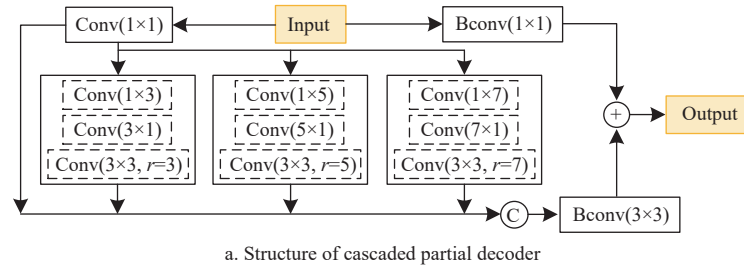 Conv(1×1) Input Bconv(1×1)
Conv(1×3) Conv(1×5) Conv(1×7)
Conv(3×1) Conv(5×1) Conv(7×1)
+ Output
Conv(3×3, r=3) Conv(3×3, r=5) Conv(3×3, r=7)
C Bconv(3×3)
a. Structure of cascaded partial decoder